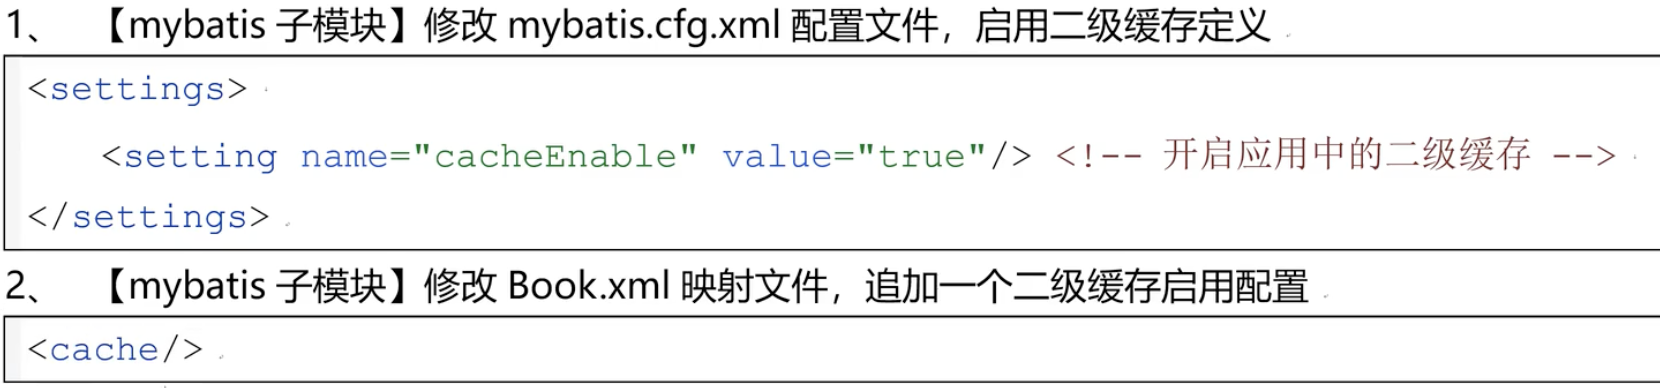 1、 【mybatis 子模块】修改 mybatis.cfg.xml 配置文件，启用二级缓存定义
<settings>
<setting name="cacheEnable" value="true"/> <!-- 开启应用中的二级缓存 -->
</settings>
2、 【mybatis 子模块】修改 Book.xml 映射文件，追加一个二级缓存启用配置
<cache/>